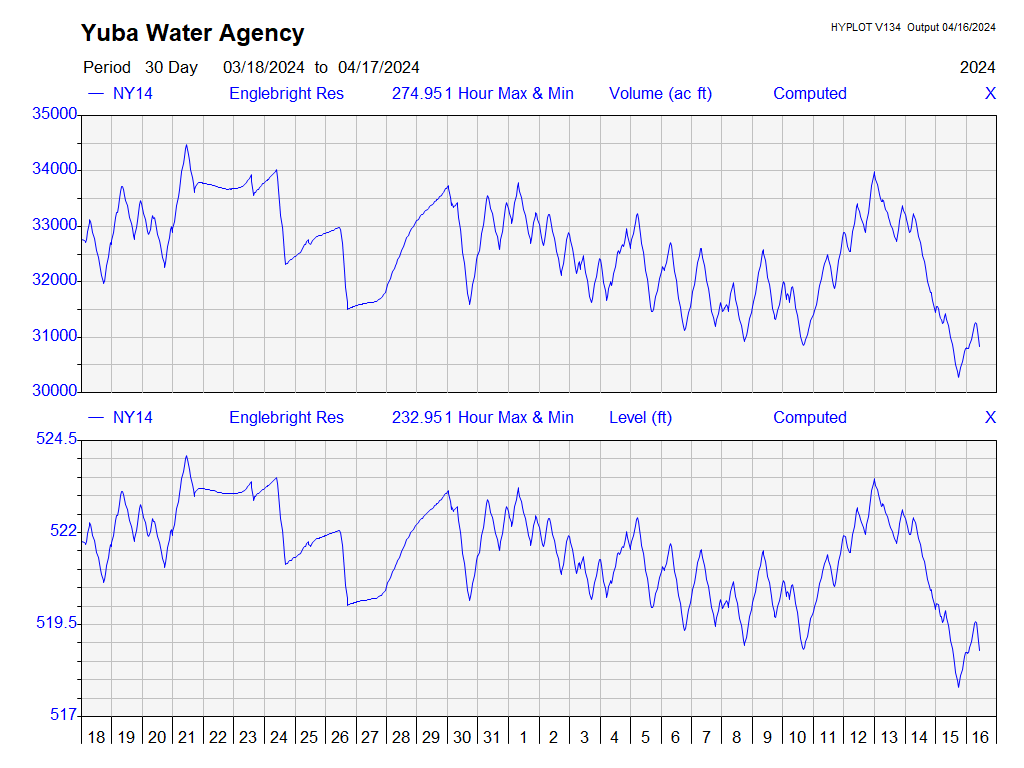 Yuba Water Agency
HYPLOT V134 Output 04/16/2024
Period 30 Day 03/18/2024 to 04/17/2024
2024
NY14 Englebright Res 274.951 Hour Max & Min Volume (ac ft) Computed X
35000
34000
33000
32000
31000
30000
NY14 Englebright Res 232.951 Hour Max & Min Level (ft) Computed X
524.5
522
519.5
517
18 19 20 21 22 23 24 25 26 27 28 29 30 31 1 2 3 4 5 6 7 8 9 10 11 12 13 14 15 16